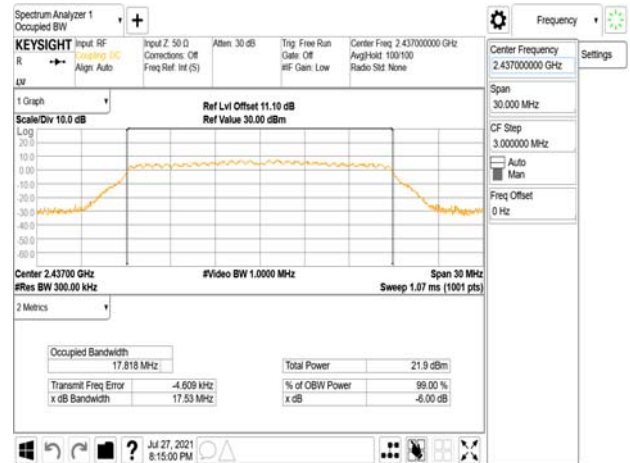 Spectrum Analyzer 1
Occupied BW
Frequency
KEYSIGHT
R
LV
Input: RF
Coupling: DC
Align: Auto
Input Z: 50 Ω
Corrections: Off
Freq Ref: Int (S)
Atten: 30 dB
Trig: Free Run
Gate: Off
#IF Gain: Low
Center Freq: 2.437000000 GHz
Avg|Hold: 100/100
Radio Std: None
Center Frequency
2.437000000 GHz
Settings
Span
30.000 MHz
CF Step
3.000000 MHz
Auto
Man
Freq Offset
0 Hz
1 Graph
Scale/Div 10.0 dB
Ref Lvl Offset 11.10 dB
Ref Value 30.00 dBm
Log
20.0
10.0
0.00
-10.0
-20.0
-30.0
-40.0
-50.0
-60.0
Center 2.43700 GHz
#Res BW 300.00 kHz
#Video BW 1.0000 MHz
Span 30 MHz
Sweep 1.07 ms (1001 pts)
2 Metrics
Occupied Bandwidth
17.818 MHz
Total Power 21.9 dBm
Transmit Freq Error -4.609 kHz
% of OBW Power 99.00 %
x dB Bandwidth 17.53 MHz
x dB -6.00 dB
?
Jul 27, 2021
8:15:00 PM